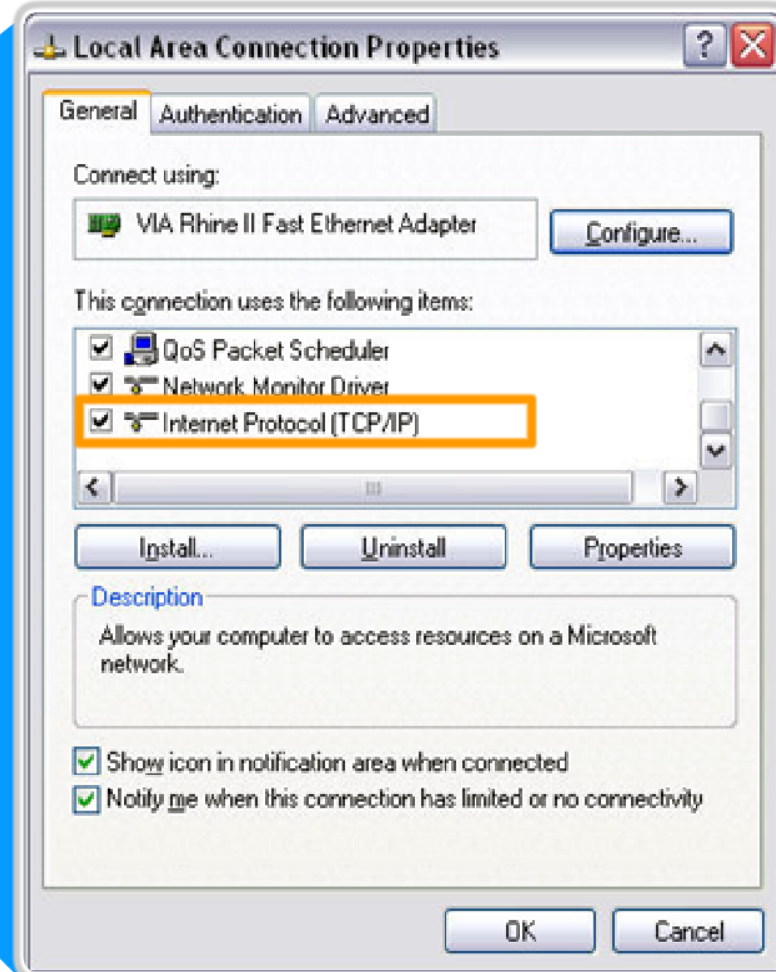 Local Area Connection Properties
?
General Authentication Advanced
Connect using:
VIA Rhine II Fast Ethernet Adapter
Configure...
This connection uses the following items:
QoS Packet Scheduler
Network Monitor Driver
Internet Protocol (TCP/IP)
Install... Uninstall Properties
Description
Allows your computer to access resources on a Microsoft
network.
Show icon in notification area when connected
Notify me when this connection has limited or no connectivity
OK Cancel